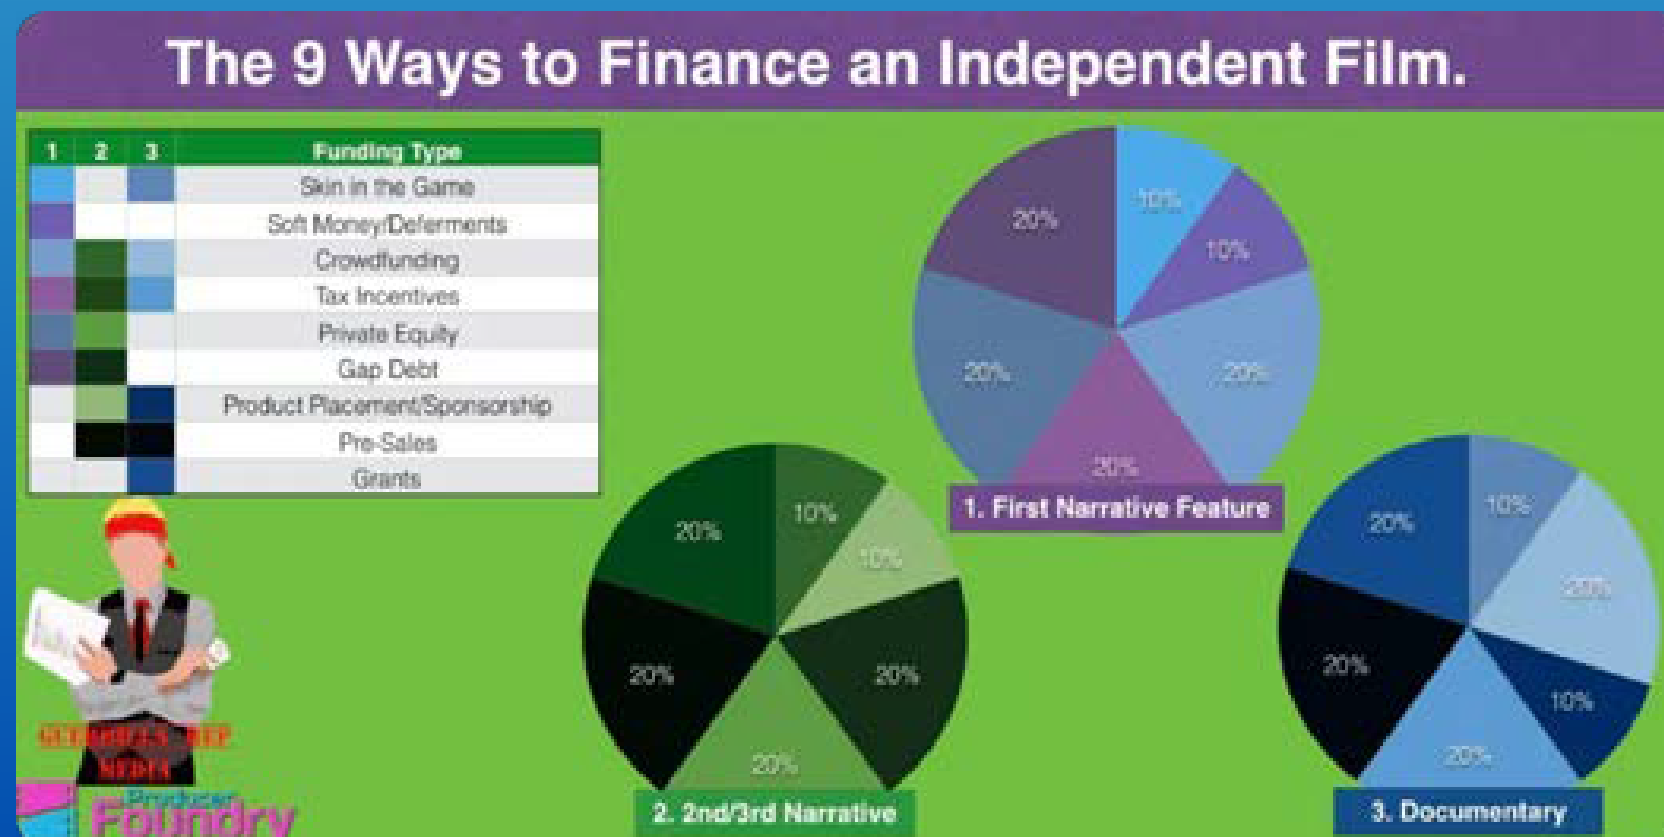 The 9 Ways to Finance an Independent Film.
1 2 3 Funding Type
Skin in the Game
Soft Money/Deferments
Crowdfunding
Tax Incentives
Private Equity
Gap Debt
Product Placement/Sponsorship
Pre-Sales
Grants
20% 10%
10%
20% 20%
20%
1. First Narrative Feature
20% 10%
10%
20% 20%
20%
2. 2nd/3rd Narrative
20% 10%
20%
20% 10%
20%
3. Documentary
GUERRILLA REP
MEDIA
Producer
Foundry